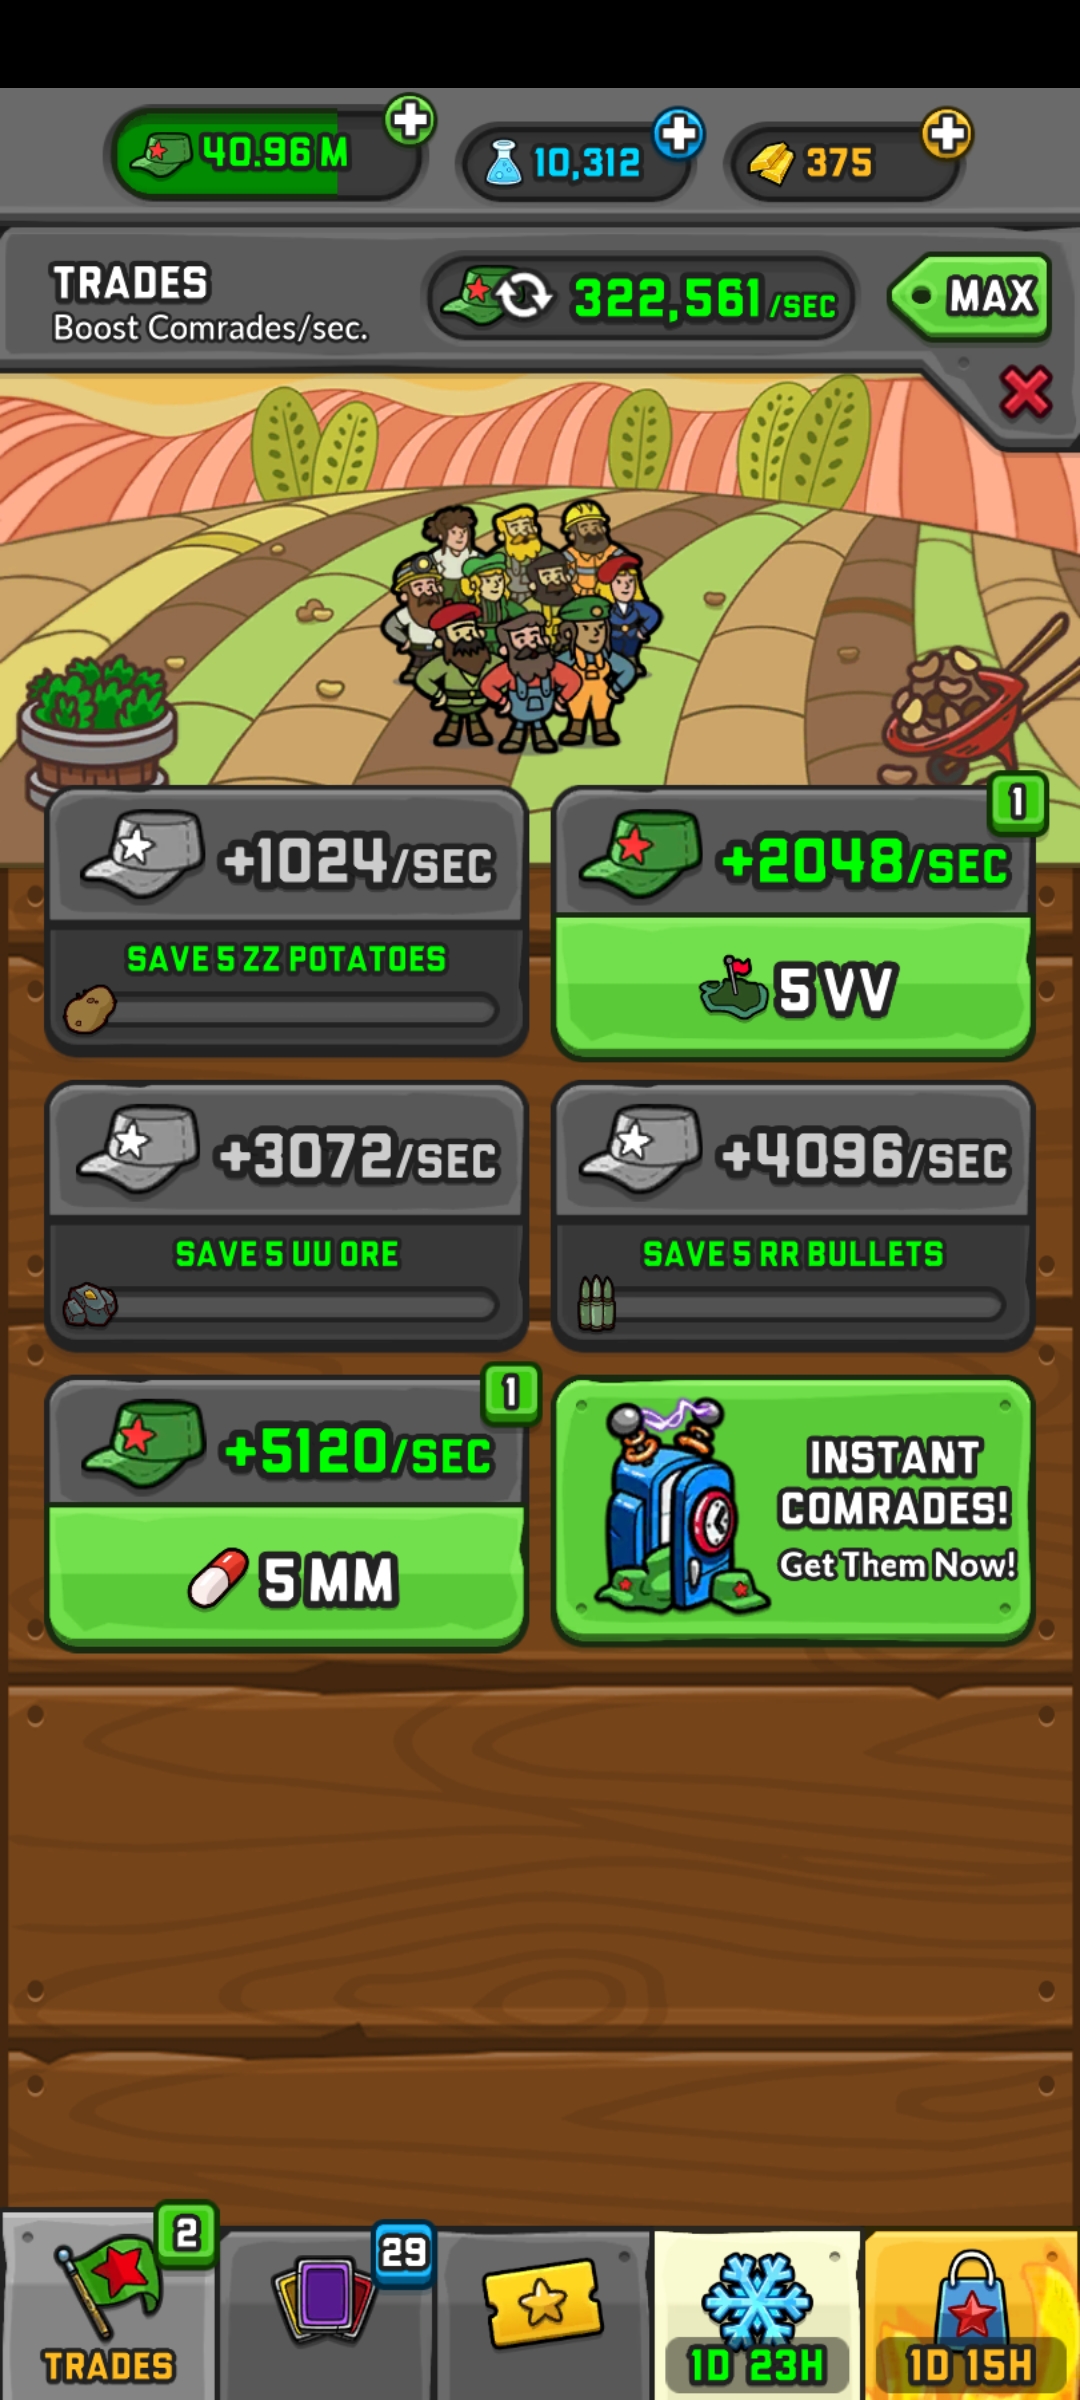 40.96 M
10,312
375
TRADES
Boost Comrades/sec.
322,561/SEC
MAX
+1024/SEC
SAVE 5 ZZ POTATOES
1
+2048/SEC
5 VV
+3072/SEC
SAVE 5 UU ORE
+4096/SEC
SAVE 5 RR BULLETS
1
+5120/SEC
5 MM
INSTANT
COMRADES!
Get Them Now!
2
TRADES
29
1D 23H
1D 15H